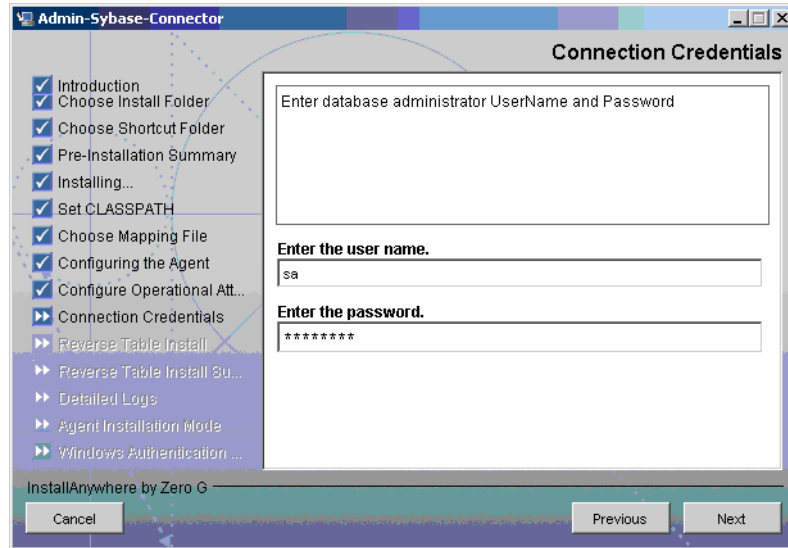 Admin-Sybase-Connector
Connection Credentials
Introduction
Choose Install Folder
Choose Shortcut Folder
Pre-Installation Summary
Installing...
Set CLASSPATH
Choose Mapping File
Configuring the Agent
Configure Operational Att...
Connection Credentials
Reverse Table Install
Reverse Table Install Su...
Detailed Logs
Agent Installation Mode
Windows Authentication ...
Enter database administrator UserName and Password
Enter the user name.
sa
Enter the password.
********
InstallAnywhere by Zero G
Cancel
Previous
Next